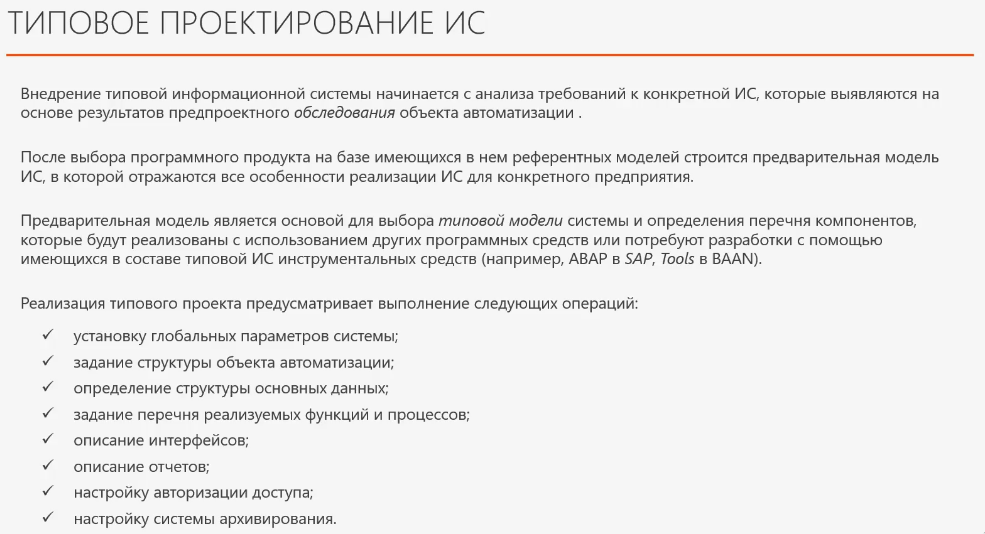 ТИПОВОЕ ПРОЕКТИРОВАНИЕ ИС
Внедрение типовой информационной системы начинается с анализа требований к конкретной ИС, которые выявляются на
основе результатов предпроектного обследования объекта автоматизации .
После выбора программного продукта на базе имеющихся в нем референтных моделей строится предварительная модель
ИС, в которой отражаются все особенности реализации ИС для конкретного предприятия.
Предварительная модель является основой для выбора типовой модели системы и определения перечня компонентов,
которые будут реализованы с использованием других программных средств или потребуют разработки с помощью
имеющихся в составе типовой ИС инструментальных средств (например, ABAP в SAP, Tools в BAAN).
Реализация типового проекта предусматривает выполнение следующих операций:
✓ установку глобальных параметров системы;
✓ задание структуры объекта автоматизации;
✓ определение структуры основных данных;
✓ задание перечня реализуемых функций и процессов;
✓ описание интерфейсов;
✓ описание отчетов;
✓ настройку авторизации доступа;
✓ настройку системы архивирования.